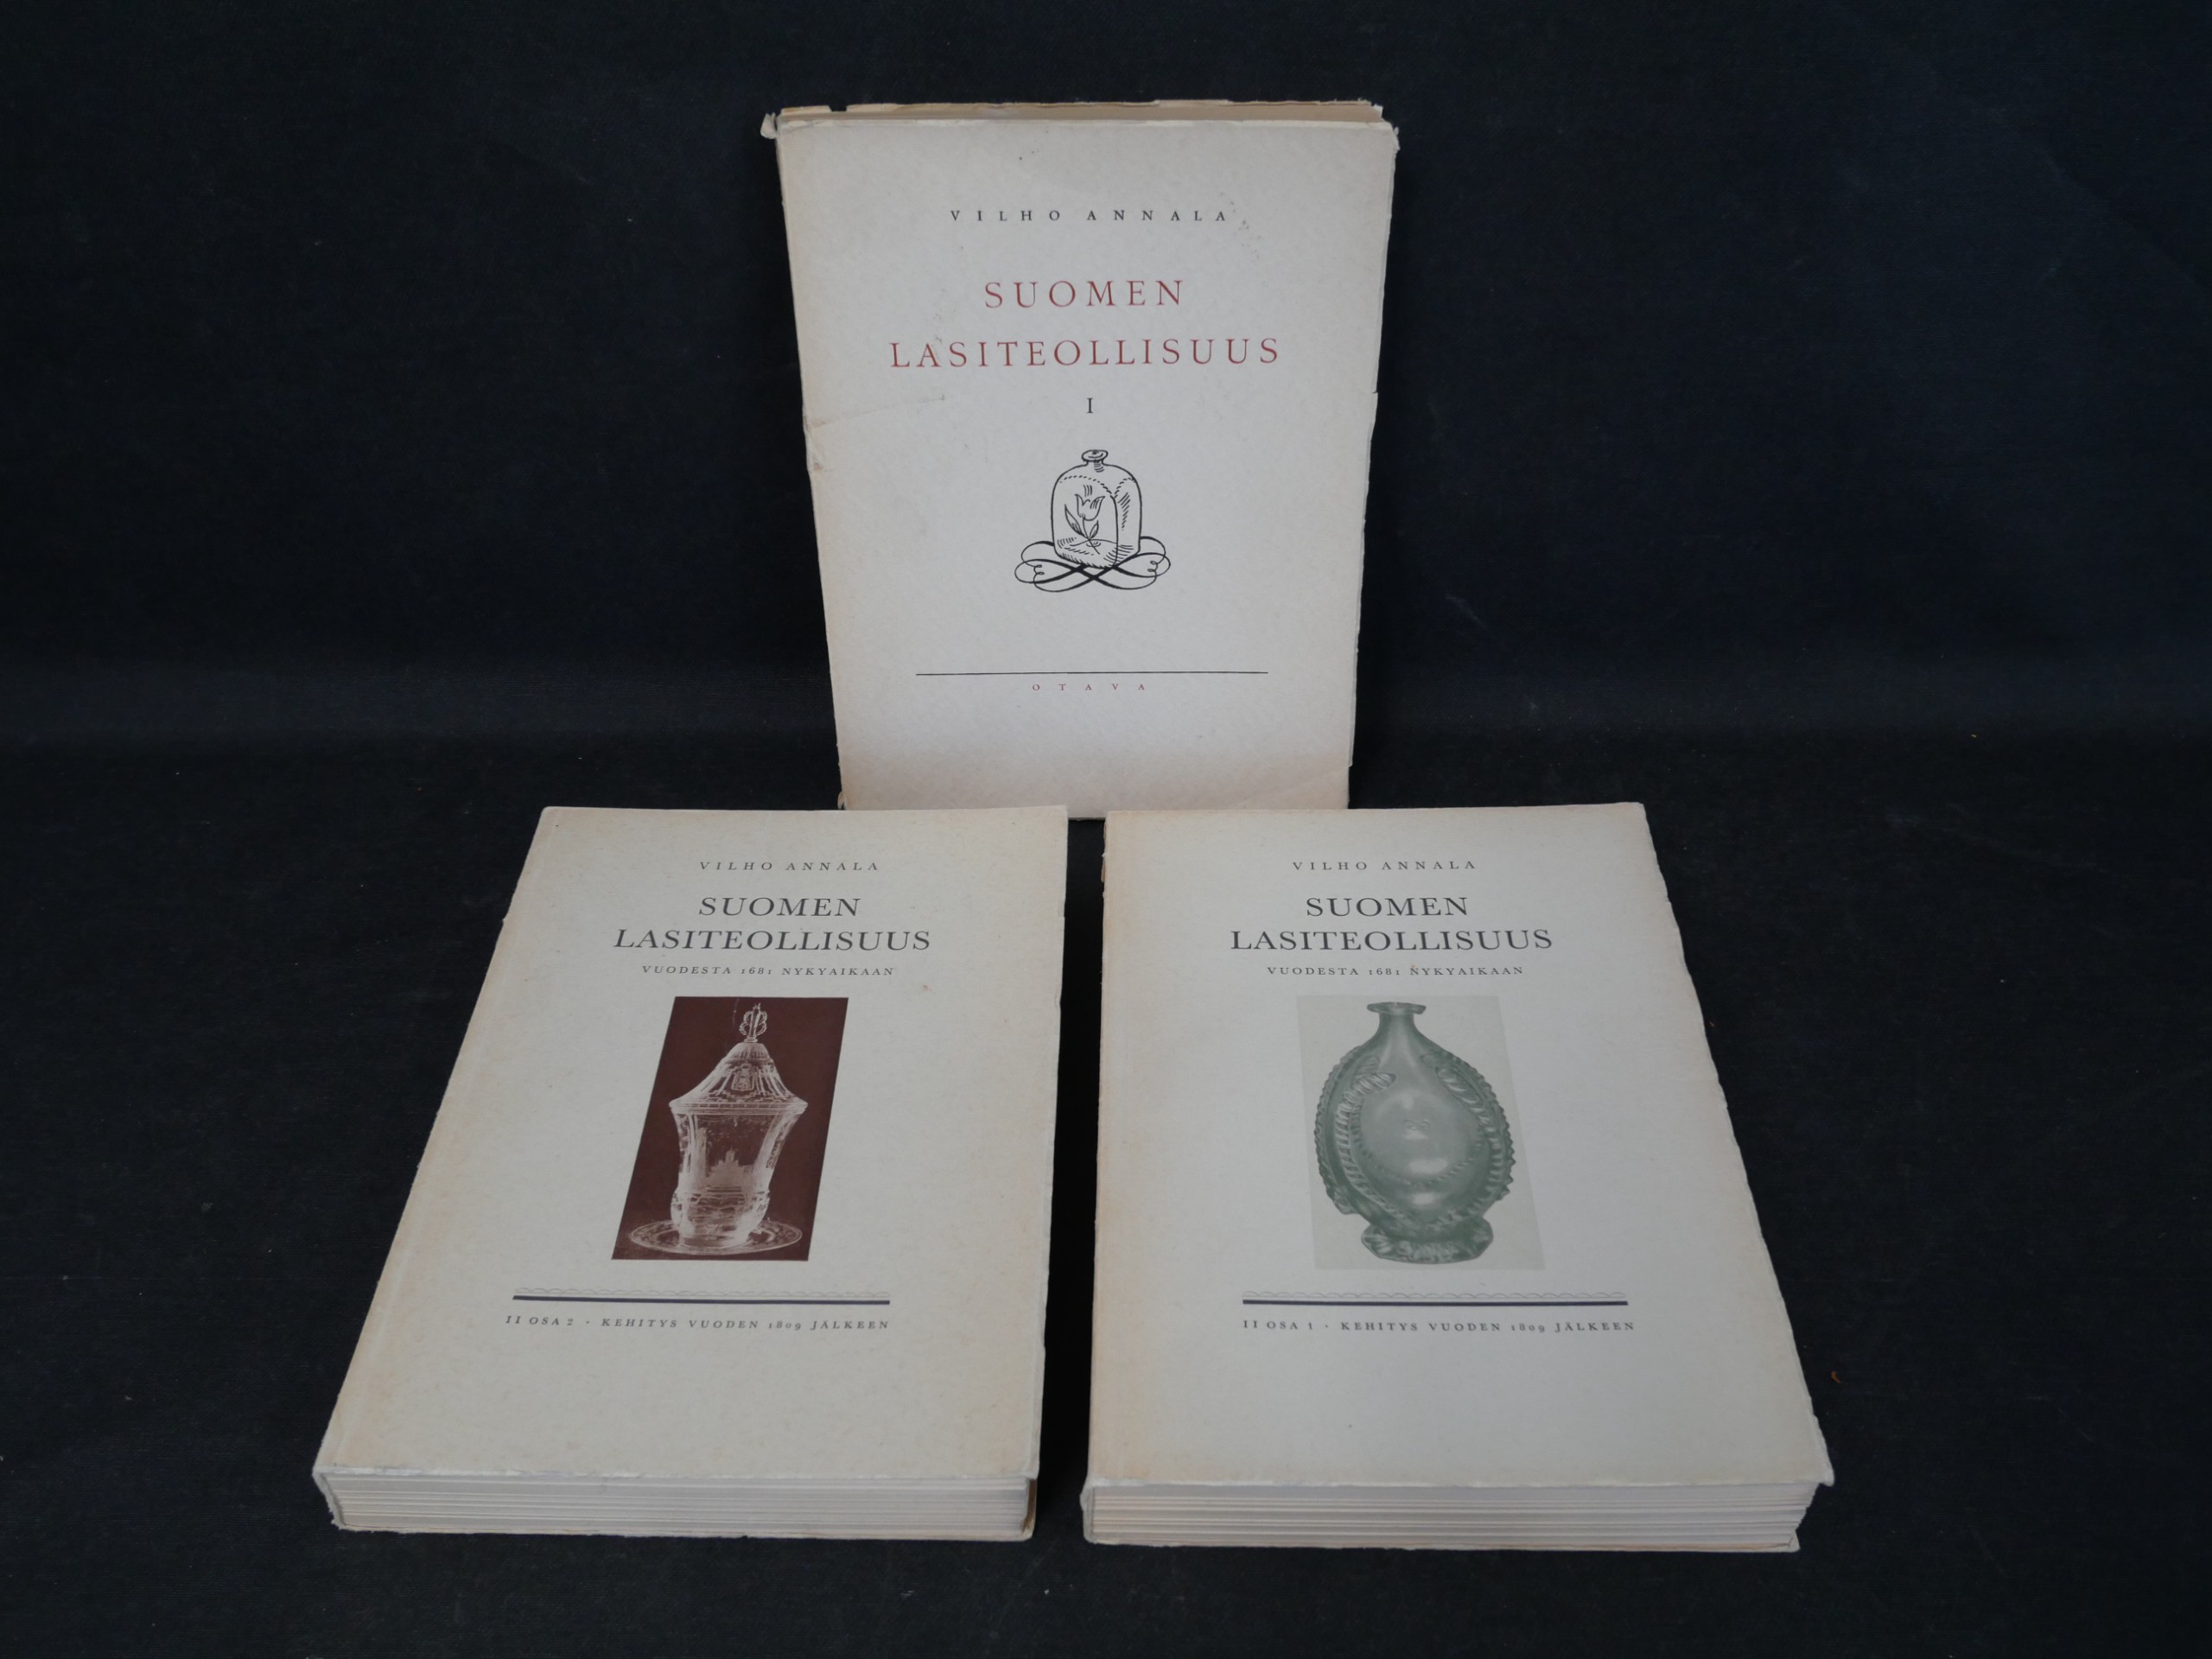 VILHO ANNALA
SUOMEN
LASITEOLLISUUS
I
OTAVA
VILHO ANNALA
SUOMEN
LASITEOLLISUUS
VUODESTA 1681 NYKYAIKAAN
II OSA 2 · KEHITYS VUODEN 1809 JÄLKEEN
VILHO ANNALA
SUOMEN
LASITEOLLISUUS
VUODESTA 1681 NYKYAIKAAN
II OSA 1 · KEHITYS VUODEN 1809 JÄLKEEN